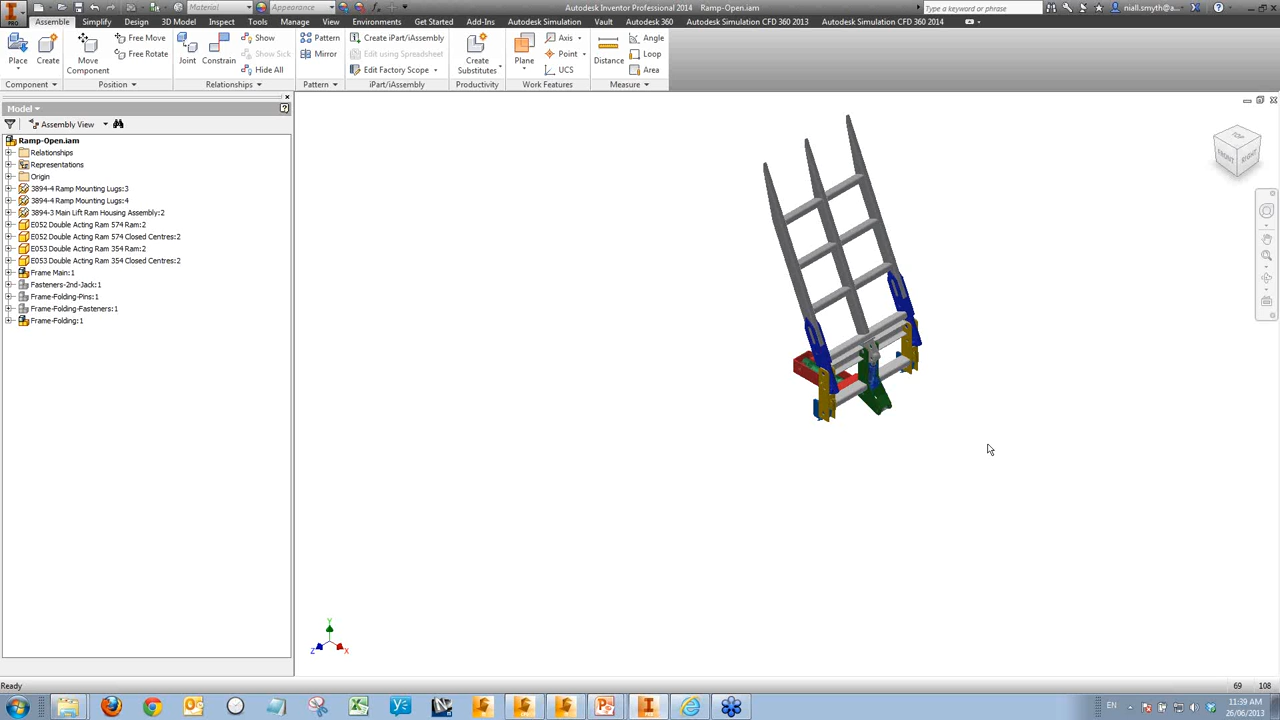 Material
Appearance
Autodesk Inventor Professional 2014 Ramp-Open.iam
Type a keyword or phrase
niall.smyth@pa...
PRO
Assemble Simplify Design 3D Model Inspect Tools Manage View Environments Get Started Add-Ins Autodesk Simulation Vault Autodesk 360 Autodesk Simulation CFD 360 2013 Autodesk Simulation CFD 360 2014
Place
Create
Move Component
Free Move
Free Rotate
Joint
Constrain
Show
Show Sick
Hide All
Pattern
Mirror
Create iPart/iAssembly
Edit using Spreadsheet
Edit Factory Scope
Create Substitutes
Plane
Axis
Point
UCS
Distance
Angle
Loop
Area
Component Position Relationships Pattern iPart/iAssembly Productivity Work Features Measure
Model
Assembly View
Ramp-Open.iam
Relationships
Representations
Origin
3894-4 Ramp Mounting Lugs:3
3894-4 Ramp Mounting Lugs:4
3894-3 Main Lift Ram Housing Assembly:2
E052 Double Acting Ram 574 Ram:2
E052 Double Acting Ram 574 Closed Centres:2
E053 Double Acting Ram 354 Ram:2
E053 Double Acting Ram 354 Closed Centres:2
Frame Main:1
Fasteners-2nd-Jack:1
Frame-Folding-Pins:1
Frame-Folding-Fasteners:1
Frame-Folding:1
TOP
FRONT
RIGHT
Y
Z
X
Ready
69 108
EN
11:39 AM
26/06/2013